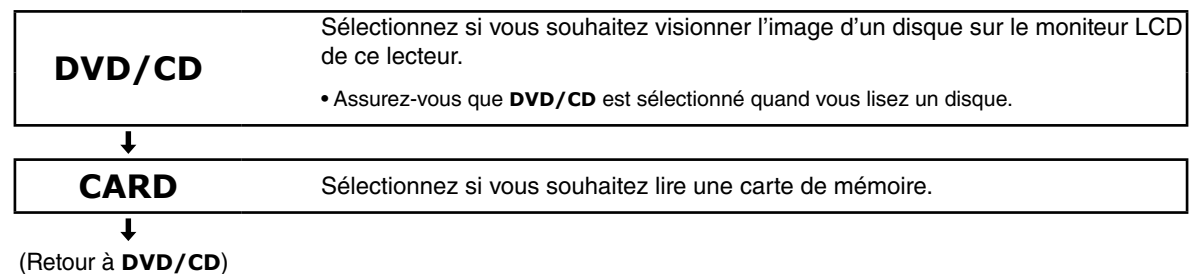 DVD/CD
Sélectionnez si vous souhaitez visionner l'image d'un disque sur le moniteur LCD
de ce lecteur.
• Assurez-vous que DVD/CD est sélectionné quand vous lisez un disque.
CARD
Sélectionnez si vous souhaitez lire une carte de mémoire.
(Retour à DVD/CD)